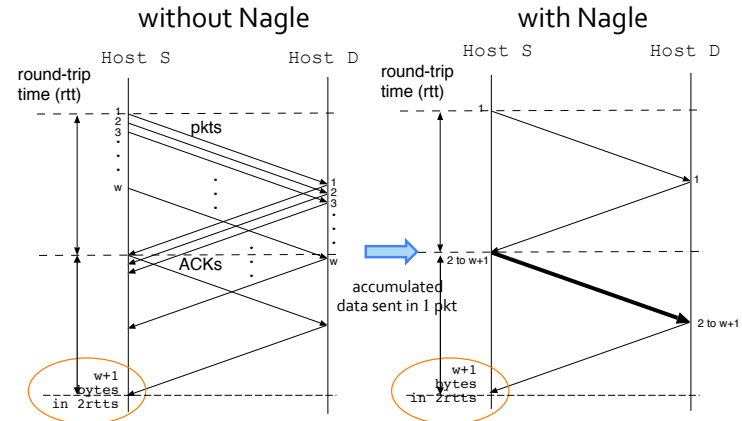 without Nagle
Host S
Host D
round-trip
time (rtt)
1
2
3
w
pkts
1
2
3
w
ACKs
w+1
bytes
in 2rtts
accumulated
data sent in 1 pkt
with Nagle
Host S
Host D
round-trip
time (rtt)
1
1
2 to w+1
2 to w+1
w+1
bytes
in 2rtts